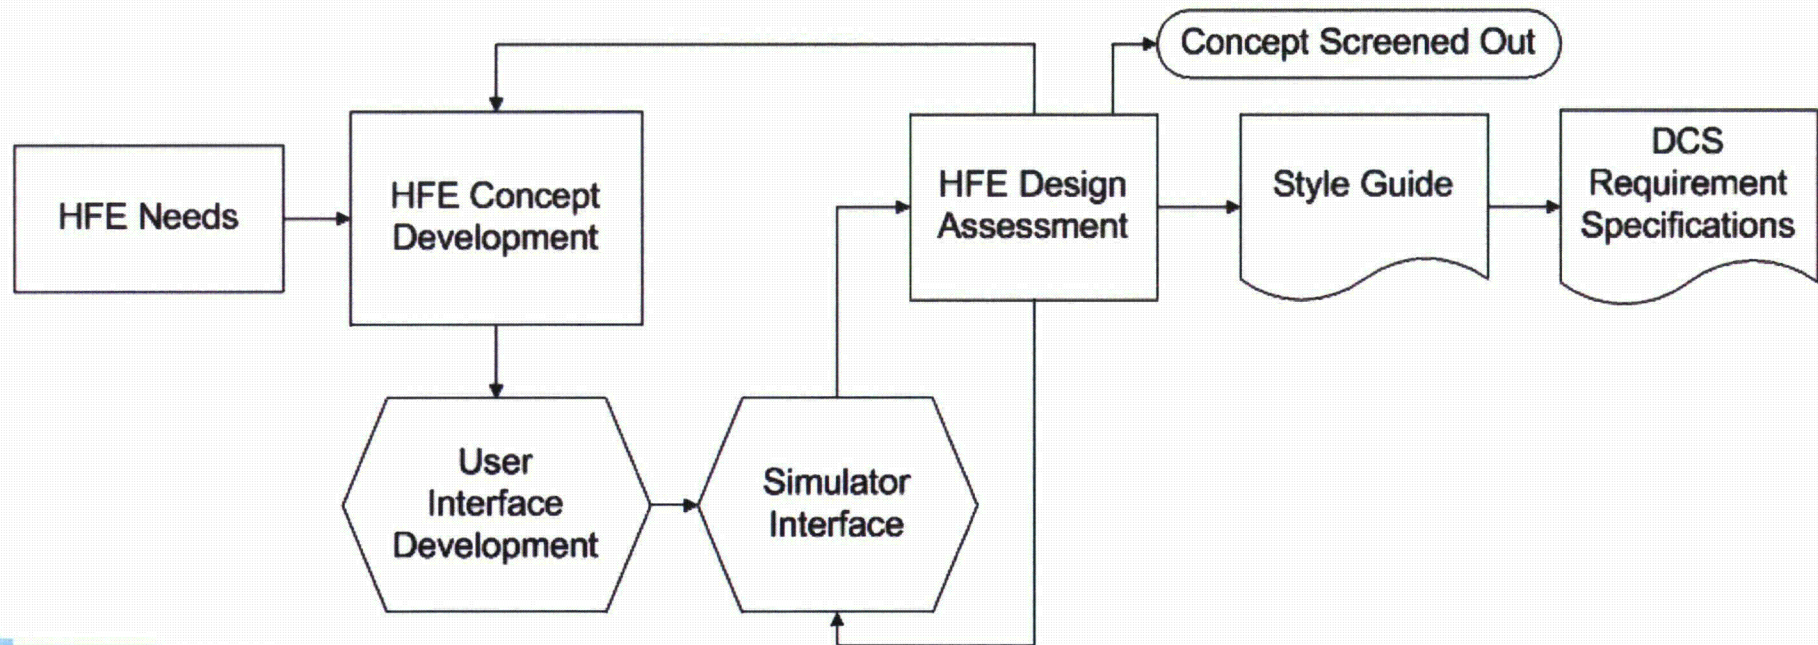 Concept Screened Out
HFE Needs
HFE Concept
Development
HFE Design
Assessment
Style Guide
DCS
Requirement
Specifications
User
Interface
Development
Simulator
Interface